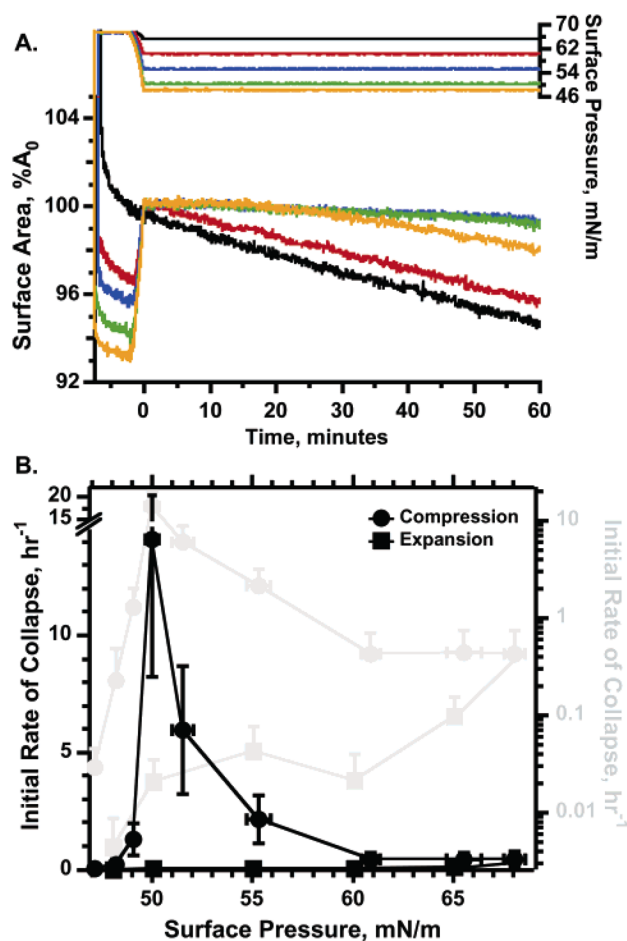 A.
70
62
54
46
Surface Pressure, mN/m
104
100
96
92
Surface Area, %A0
0
10
20
30
40
50
60
Time, minutes
B.
20
15
10
5
0
Initial Rate of Collapse, hr-1
Compression
Expansion
10
1
0.1
0.01
Initial Rate of Collapse, hr-1
50
55
60
65
Surface Pressure, mN/m